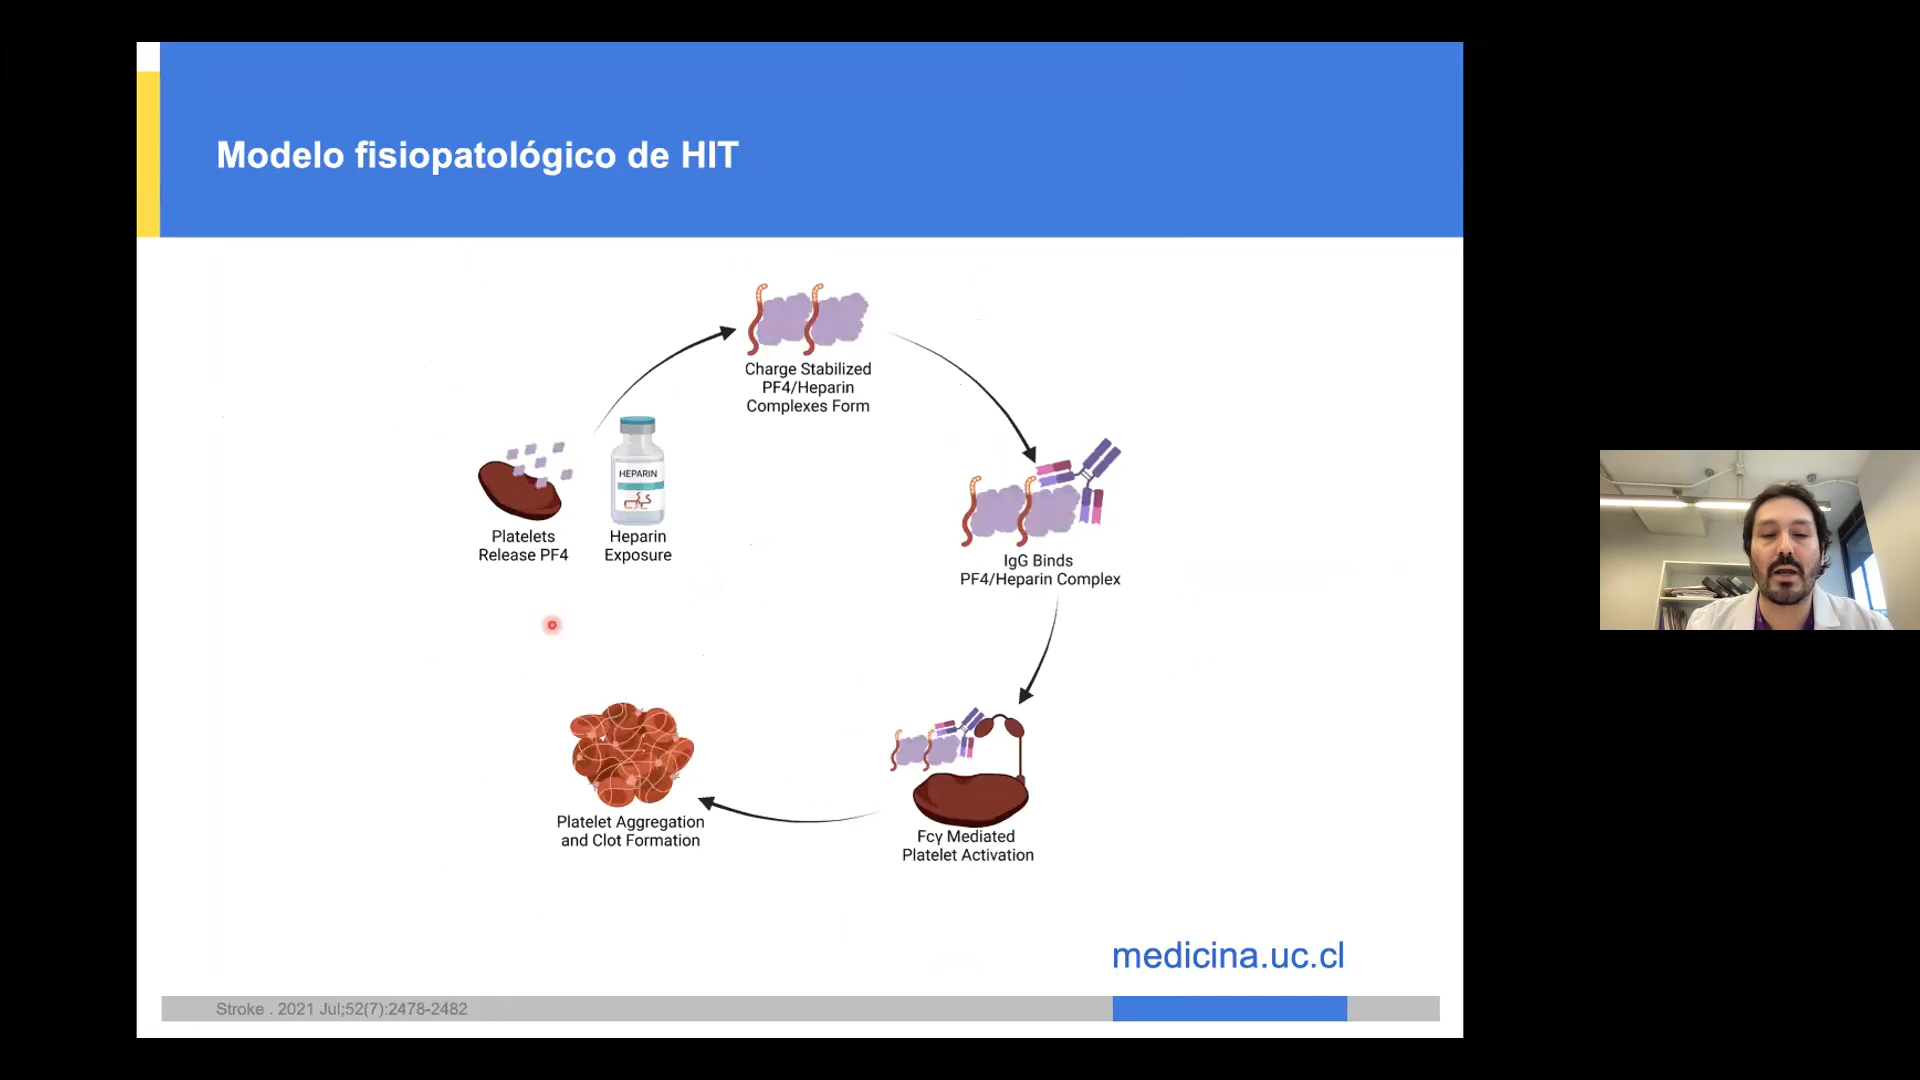 Modelo fisiopatológico de HIT
Charge Stabilized
PF4/Heparin
Complexes Form
HEPARIN
Platelets
Release PF4
Heparin
Exposure
IgG Binds
PF4/Heparin Complex
Platelet Aggregation
and Clot Formation
Fcγ Mediated
Platelet Activation
medicina.uc.cl
Stroke . 2021 Jul;52(7):2478-2482